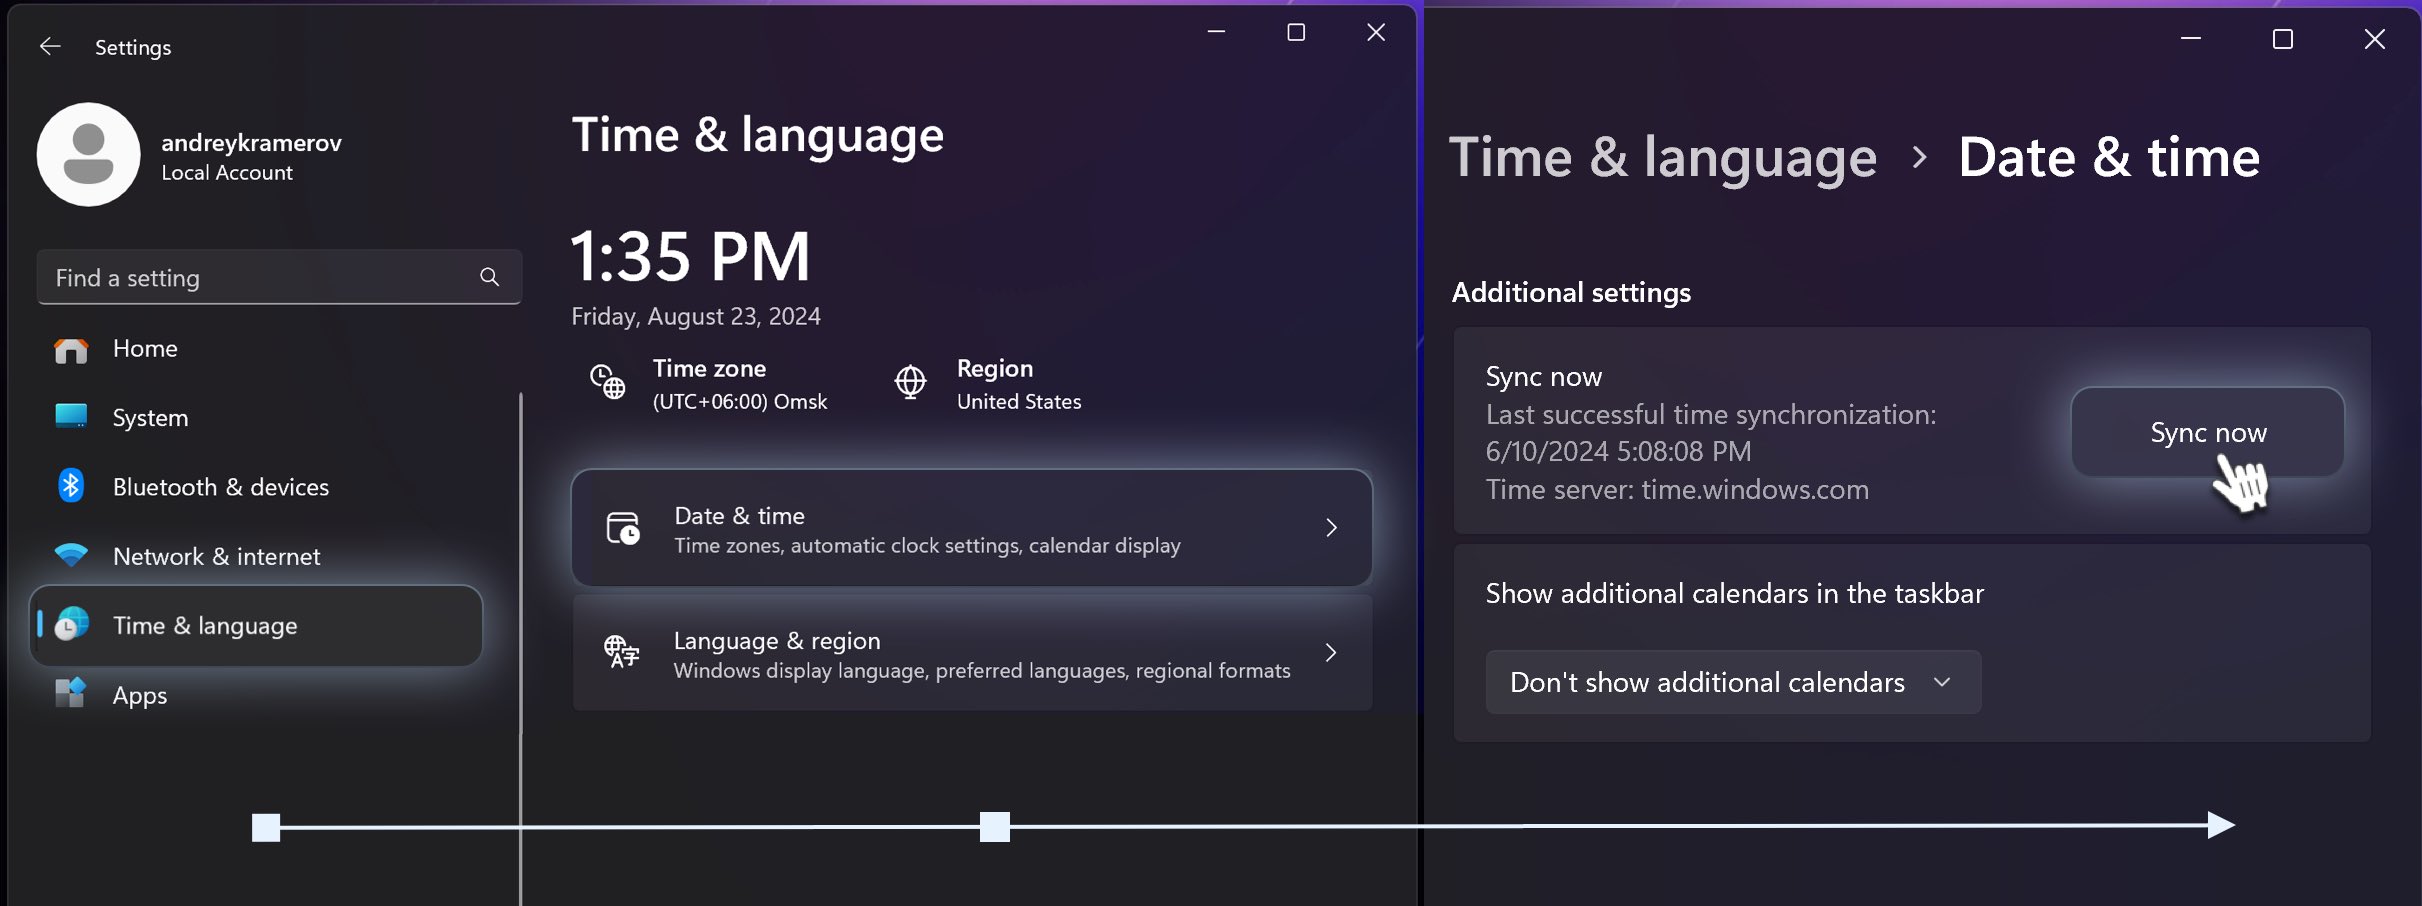 Settings
andreykramerov
Local Account
Find a setting
Home
System
Bluetooth & devices
Network & internet
Time & language
Apps
Time & language
1:35 PM
Friday, August 23, 2024
Time zone
(UTC+06:00) Omsk
Region
United States
Date & time
Time zones, automatic clock settings, calendar display
Language & region
Windows display language, preferred languages, regional formats
Time & language > Date & time
Additional settings
Sync now
Last successful time synchronization:
6/10/2024 5:08:08 PM
Time server: time.windows.com
Sync now
Show additional calendars in the taskbar
Don't show additional calendars